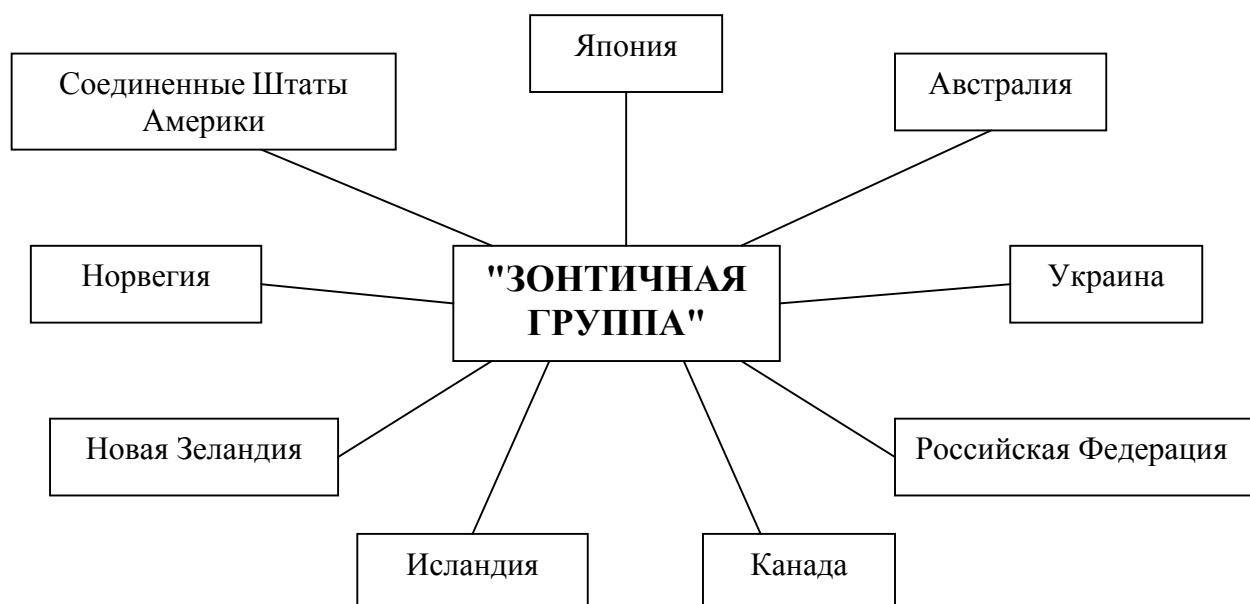 Япония
Соединенные Штаты
Америки
Австралия
Норвегия
"ЗОНТИЧНАЯ
ГРУППА"
Украина
Новая Зеландия
Российская Федерация
Исландия
Канада